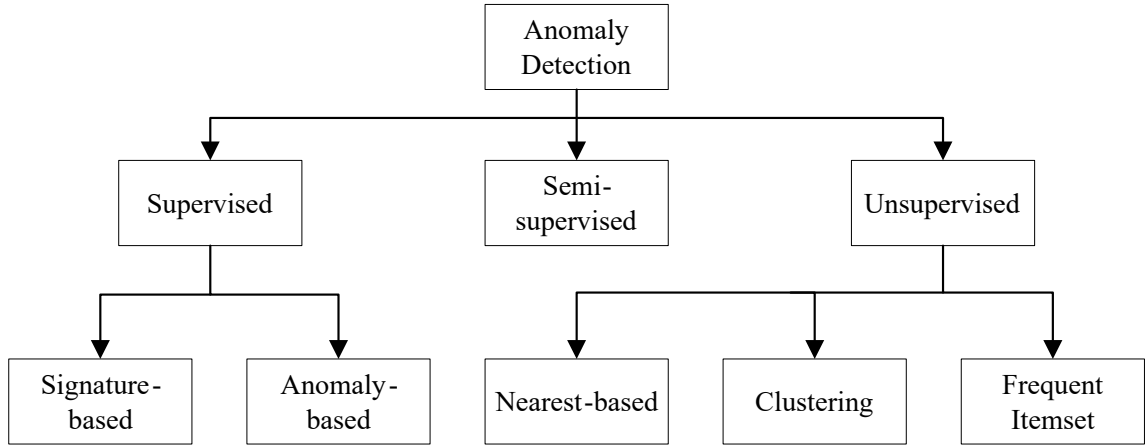 Anomaly
Detection
Supervised
Semi-
supervised
Unsupervised
Signature-
based
Anomaly-
based
Nearest-based
Clustering
Frequent
Itemset